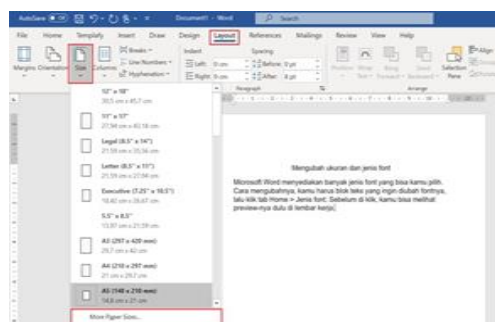 AutoSave Document1 - Word Search
File Home Templafy Insert Draw Design Layout References Mailings Review View Help
Margins Orientation Size Columns
Breaks
Line Numbers
Hyphenation
Indent Spacing
Left: 0 cm Before: 0 pt
Right: 0 cm After: 8 pt
Selection Pane
Align
Paragraph Arrange
12" x 18"
30,5 cm x 45,7 cm
11" x 17"
27,94 cm x 43,18 cm
Legal (8.5" x 14")
21,59 cm x 35,56 cm
Letter (8.5" x 11")
21,59 cm x 27,94 cm
Executive (7.25" x 10.5")
18,42 cm x 26,67 cm
5.5" x 8.5"
13,97 cm x 21,59 cm
A3 (297 x 420 mm)
29,7 cm x 42 cm
A4 (210 x 297 mm)
21 cm x 29,7 cm
A5 (148 x 210 mm)
14,8 cm x 21 cm
More Paper Sizes...
Mengubah ukuran dan jenis font
Microsoft Word menyediakan banyak jenis font yang bisa kamu pilih.
Cara mengubahnya, kamu harus blok teks yang ingin diubah fontnya,
lalu klik tab Home > Jenis font. Sebelum di klik, kamu bisa melihat
preview-nya dulu di lembar kerja.